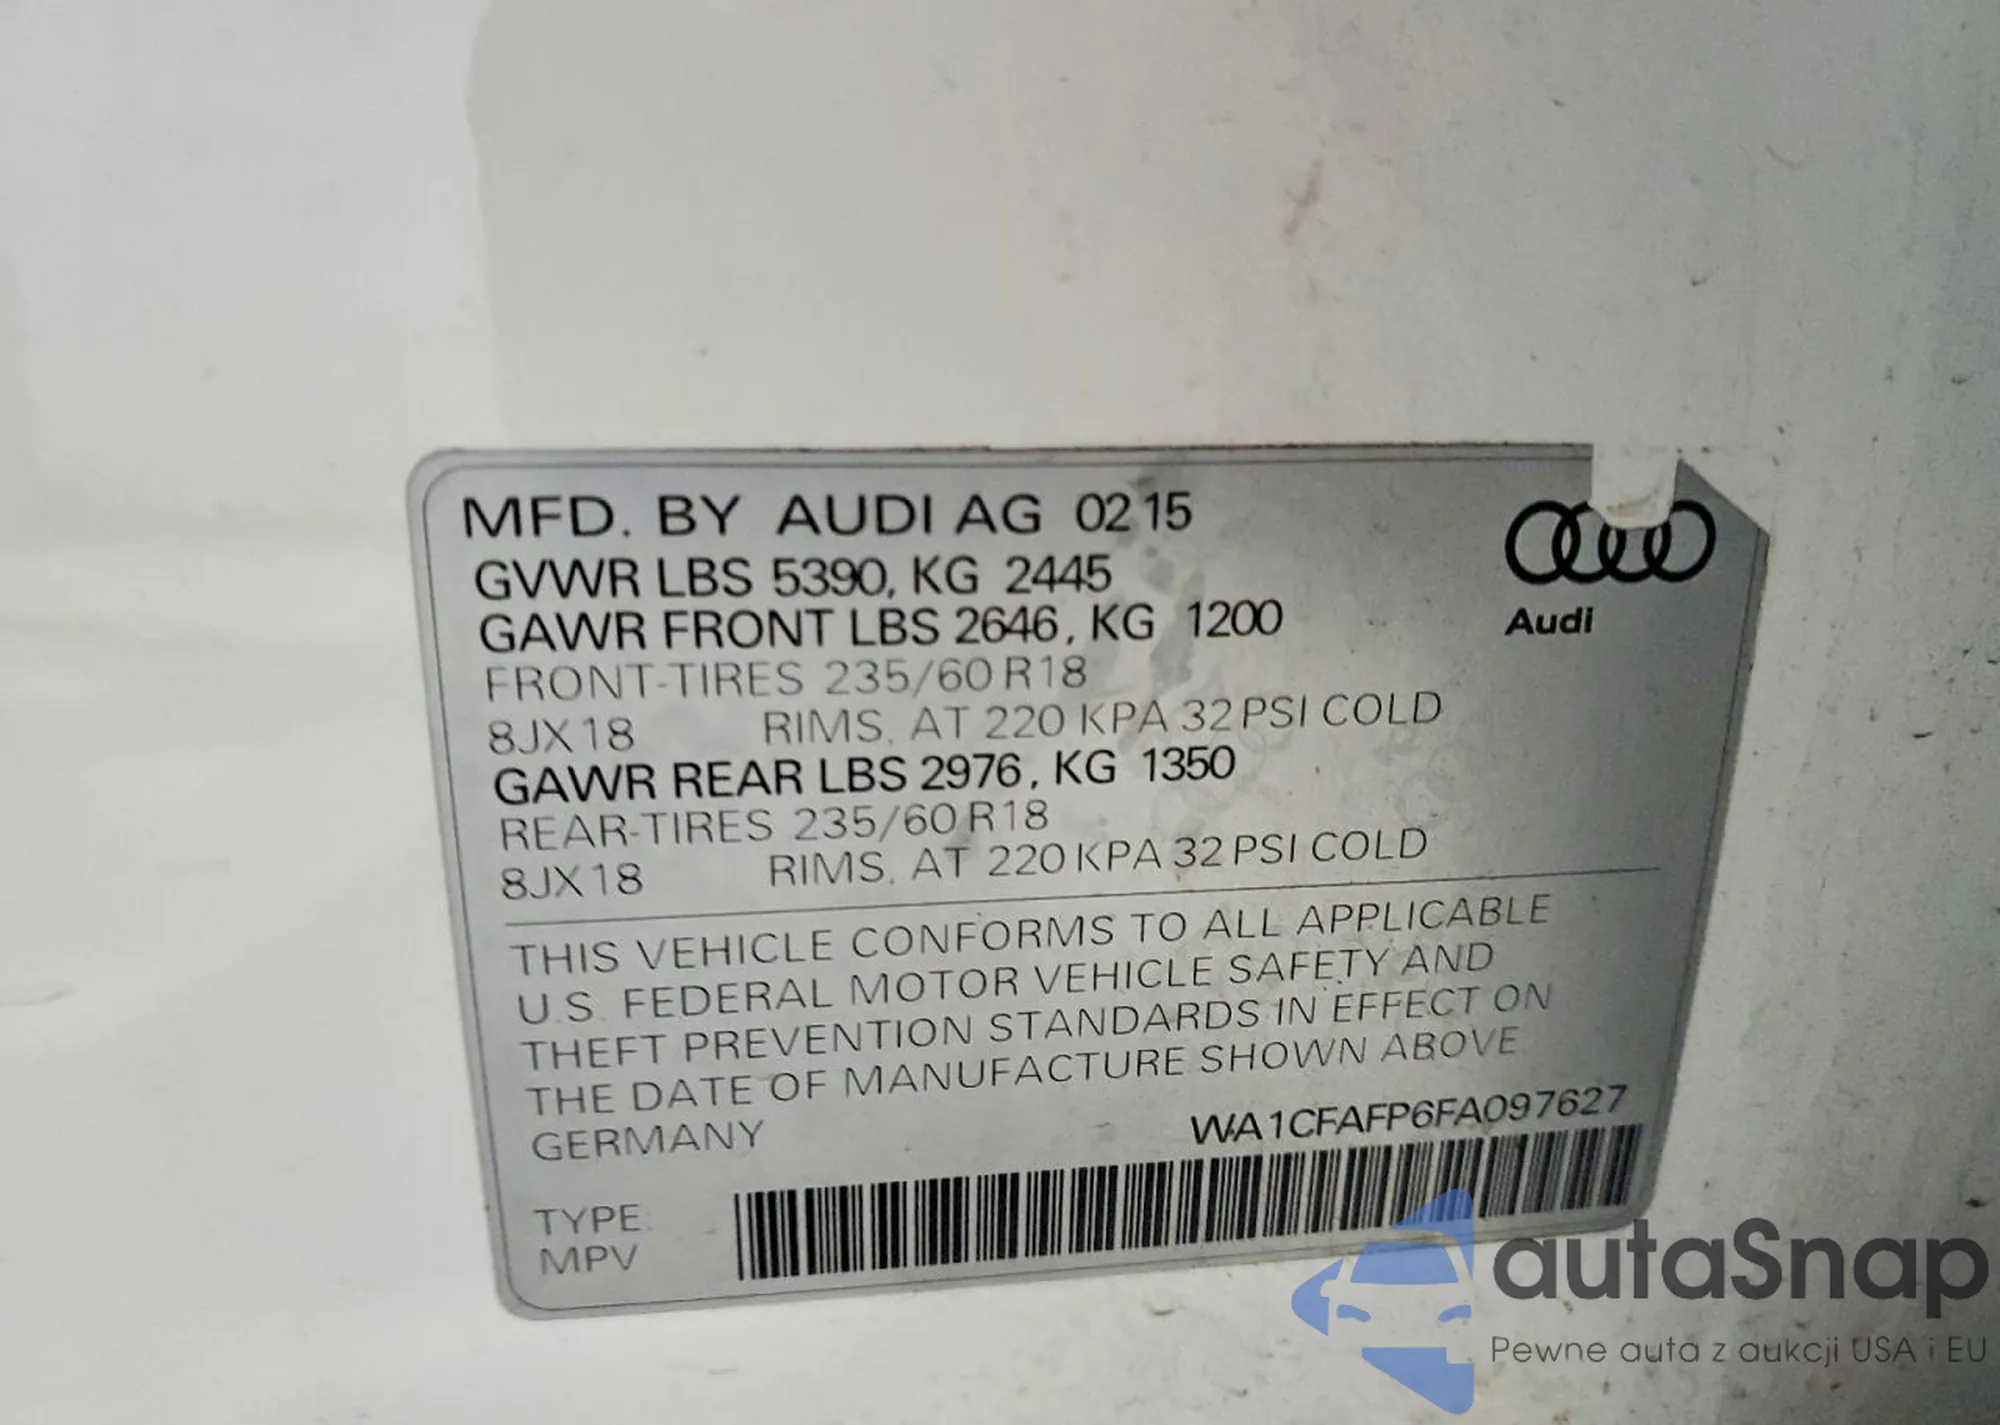 MFD. BY AUDI AG 0215
GVWR LBS 5390, KG 2445
GAWR FRONT LBS 2646, KG 1200
FRONT-TIRES 235/60 R18
8JX18 RIMS. AT 220 KPA 32 PSI COLD
GAWR REAR LBS 2976, KG 1350
REAR-TIRES 235/60 R18
8JX18 RIMS. AT 220 KPA 32 PSI COLD
Audi
THIS VEHICLE CONFORMS TO ALL APPLICABLE
U.S. FEDERAL MOTOR VEHICLE SAFETY AND
THEFT PREVENTION STANDARDS IN EFFECT ON
THE DATE OF MANUFACTURE SHOWN ABOVE
GERMANY WA1CFAFP6FA097627
TYPE
MPV
autaSnap
Pewne auta z aukcji USA i EU